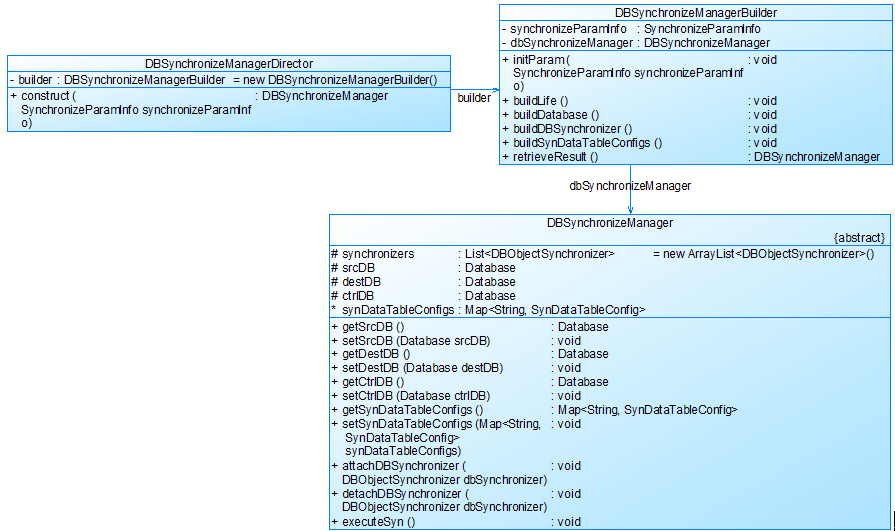 DBSynchronizeManagerBuilder
- synchronizeParamInfo : SynchronizeParamInfo
- dbSynchronizeManager : DBSynchronizeManager
+ initParam ( : void
SynchronizeParamInfo synchronizeParamInf
o)
+ buildLife () : void
+ buildDatabase () : void
+ buildDBSynchronizer () : void
+ buildSynDataTableConfigs () : void
+ retrieveResult () : DBSynchronizeManager
DBSynchronizeManagerDirector
- builder : DBSynchronizeManagerBuilder = new DBSynchronizeManagerBuilder()
+ construct ( : DBSynchronizeManager
SynchronizeParamInfo synchronizeParamInf
o)
builder
dbSynchronizeManager
DBSynchronizeManager
{abstract}
# synchronizers : List<DBObjectSynchronizer> = new ArrayList<DBObjectSynchronizer>()
# srcDB : Database
# destDB : Database
# ctrlDB : Database
* synDataTableConfigs : Map<String, SynDataTableConfig>
+ getSrcDB () : Database
+ setSrcDB (Database srcDB) : void
+ getDestDB () : Database
+ setDestDB (Database destDB) : void
+ getCtrlDB () : Database
+ setCtrlDB (Database ctrlDB) : void
+ getSynDataTableConfigs () : Map<String, SynDataTableConfig>
+ setSynDataTableConfigs (Map<String, : void
SynDataTableConfig>
synDataTableConfigs)
+ attachDBSynchronizer ( : void
DBObjectSynchronizer dbSynchronizer)
+ detachDBSynchronizer ( : void
DBObjectSynchronizer dbSynchronizer)
+ executeSyn () : void